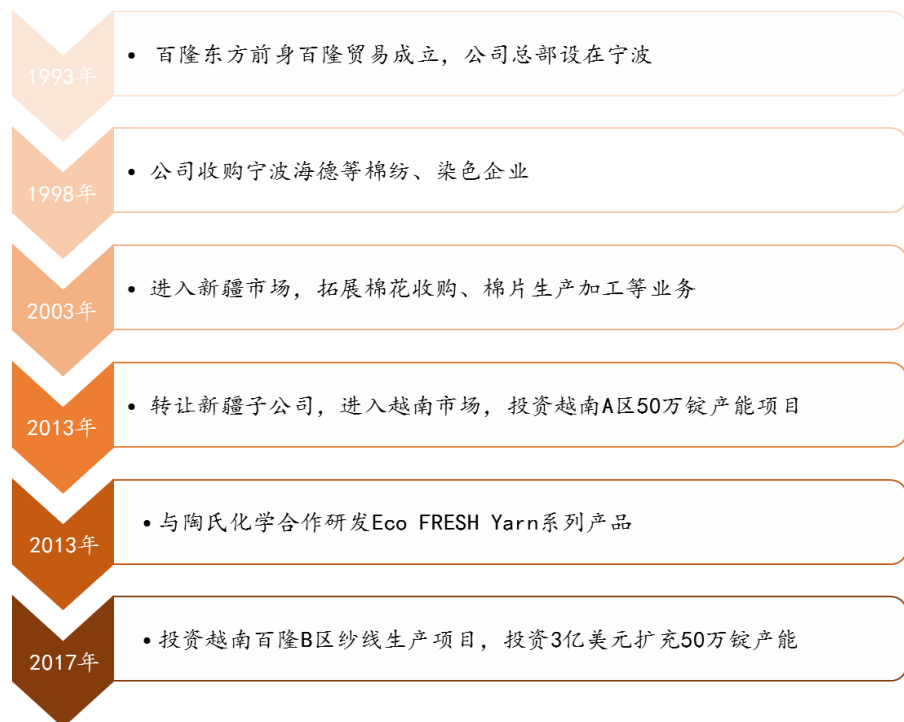 1993年
• 百隆东方前身百隆贸易成立，公司总部设在宁波
1998年
• 公司收购宁波海德等棉纺、染色企业
2003年
• 进入新疆市场，拓展棉花收购、棉片生产加工等业务
2013年
• 转让新疆子公司，进入越南市场，投资越南A区50万锭产能项目
2013年
• 与陶氏化学合作研发Eco FRESH Yarn系列产品
2017年
• 投资越南百隆B区纱线生产项目，投资3亿美元扩充50万锭产能